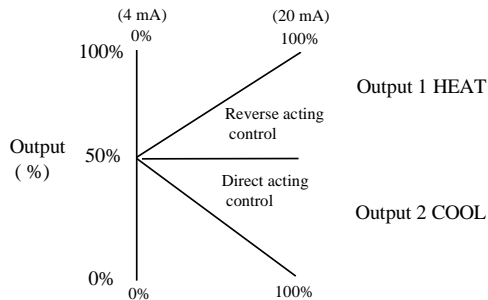 (4 mA) (20 mA)
0% 100%
100%
Output 1 HEAT
Reverse acting
control
Output
( %)
50%
Direct acting
control
Output 2 COOL
0%
0% 100%